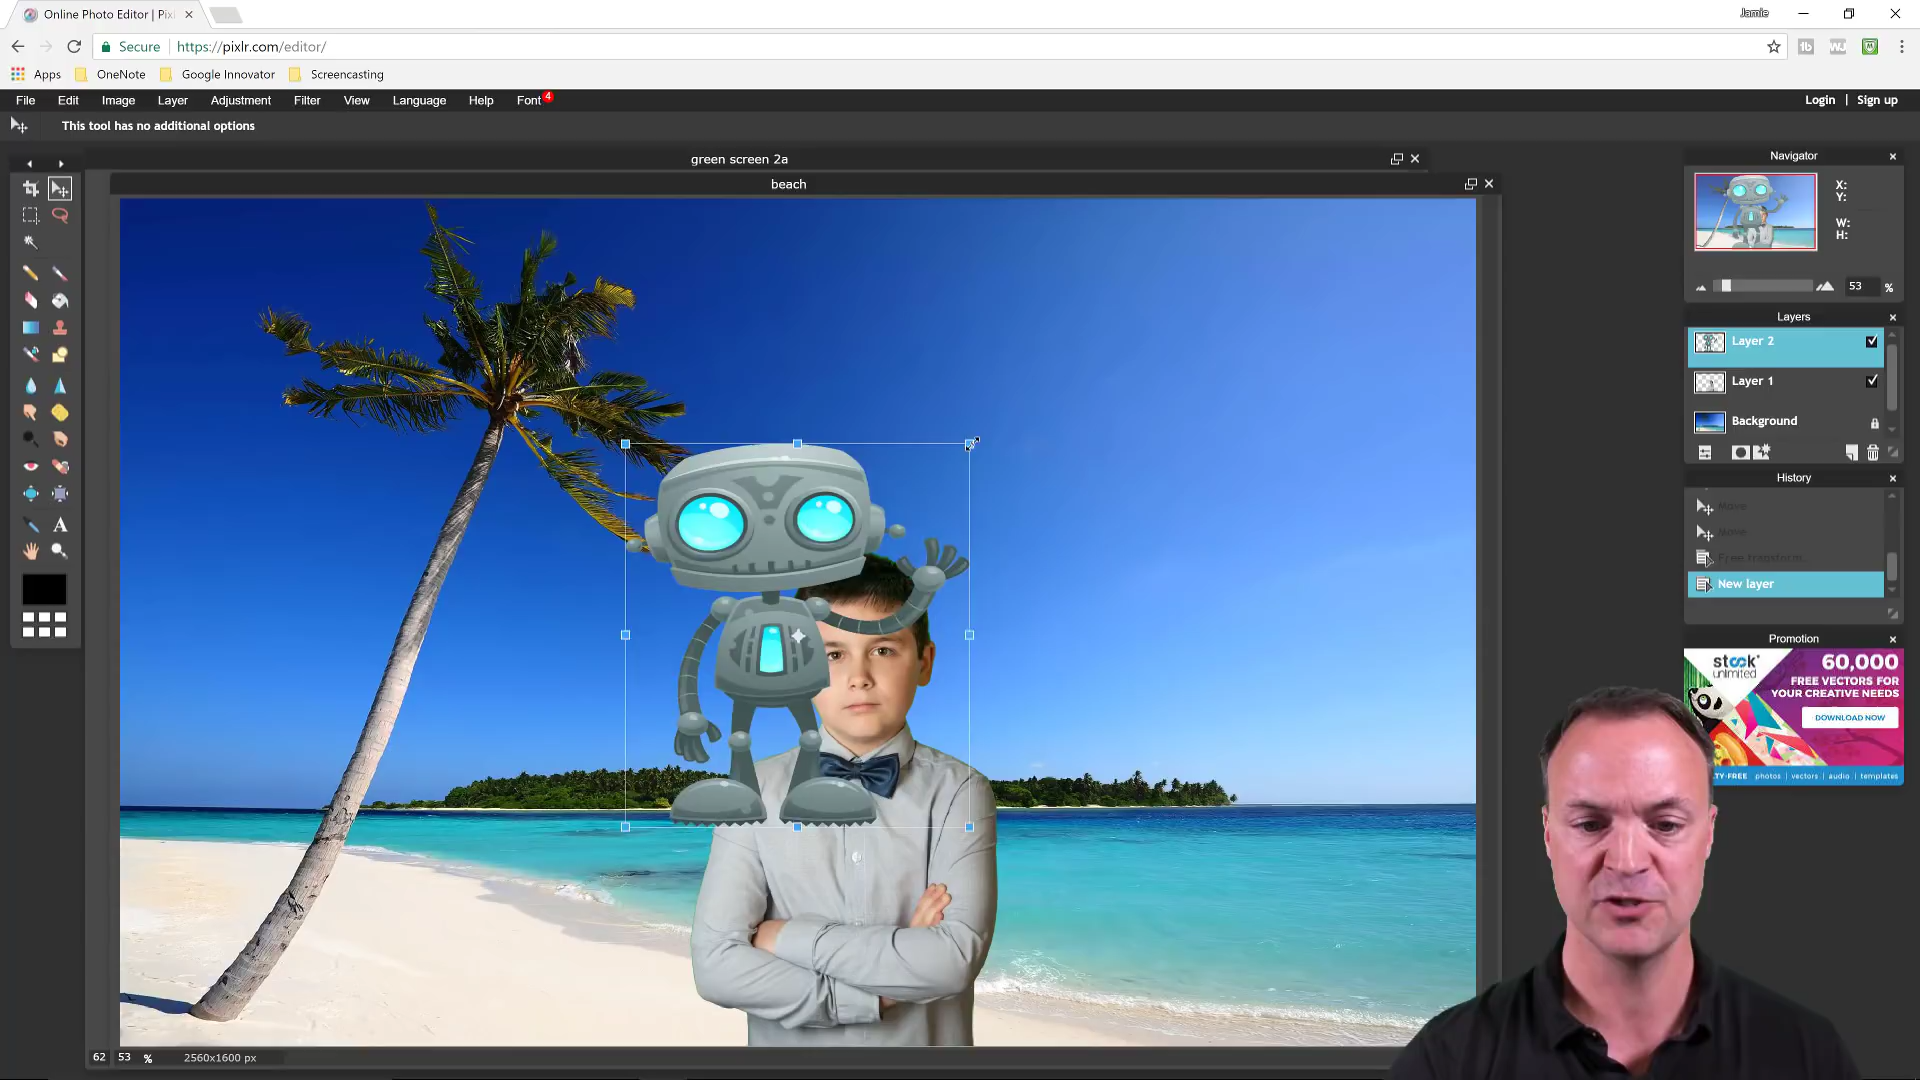 Online Photo Editor | Pix
Jamie
Secure
https://pixlr.com/editor/
Apps
OneNote
Google Innovator
Screencasting
File
Edit
Image
Layer
Adjustment
Filter
View
Language
Help
Font
4
Login | Sign up
This tool has no additional options
green screen 2a
beach
Navigator
X:
Y:
W:
H:
53 %
Layers
Layer 2
Layer 1
Background
History
Move
Move
Free transform...
New layer
Promotion
stock
unlimited
60,000
FREE VECTORS FOR
YOUR CREATIVE NEEDS
DOWNLOAD NOW
LTY-FREE photos | vectors | audio | templates
A
62 53 % 2560x1600 px